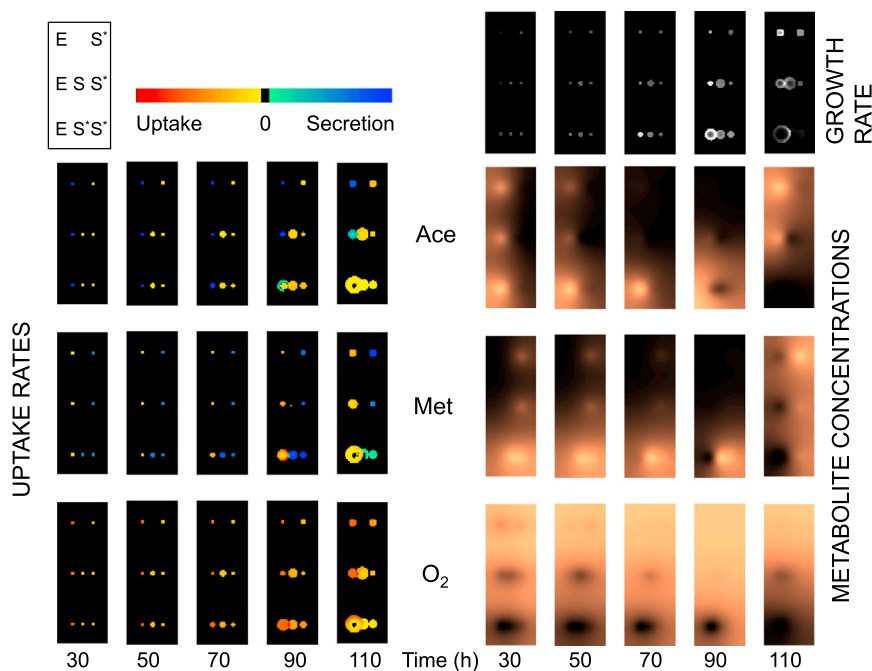 E S*
E S S*
E S* S*
Uptake 0 Secretion
GROWTH
RATE
Ace
Met
O2
UPTAKE RATES
METABOLITE CONCENTRATIONS
30 50 70 90 110 Time (h) 30 50 70 90 110